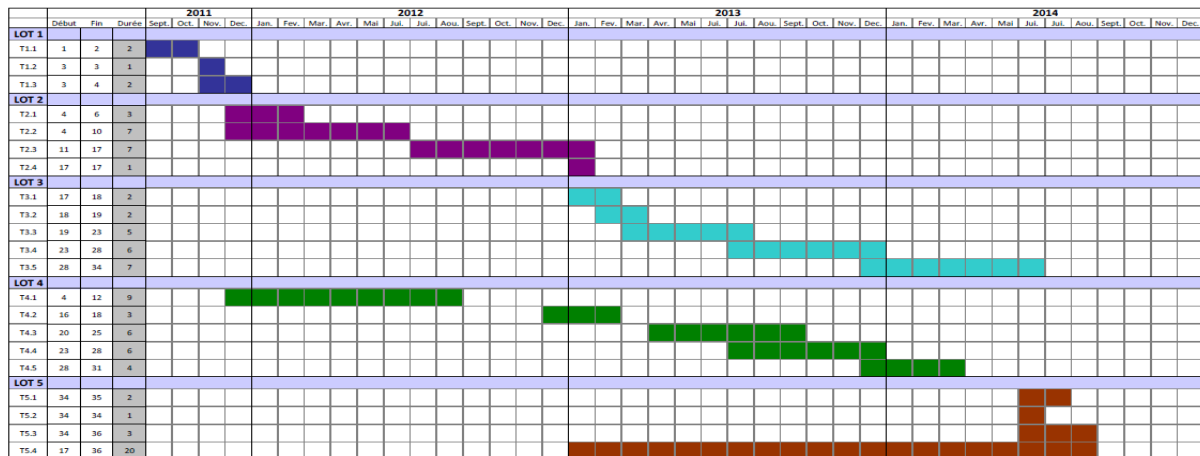 2011 2012 2013 2014
Début Fin Durée Sept. Oct. Nov. Dec. Jan. Fev. Mar. Avr. Mai Jui. Jui. Aou. Sept. Oct. Nov. Dec. Jan. Fev. Mar. Avr. Mai Jui. Jui. Aou. Sept. Oct. Nov. Dec. Jan. Fev. Mar. Avr. Mai Jui. Jui. Aou. Sept. Oct. Nov. Dec.
LOT 1
T1.1 1 2 2
T1.2 3 3 1
T1.3 3 4 2
LOT 2
T2.1 4 6 3
T2.2 4 10 7
T2.3 11 17 7
T2.4 17 17 1
LOT 3
T3.1 17 18 2
T3.2 18 19 2
T3.3 19 23 5
T3.4 23 28 6
T3.5 28 34 7
LOT 4
T4.1 4 12 9
T4.2 16 18 3
T4.3 20 25 6
T4.4 23 28 6
T4.5 28 31 4
LOT 5
T5.1 34 35 2
T5.2 34 34 1
T5.3 34 36 3
T5.4 17 36 20